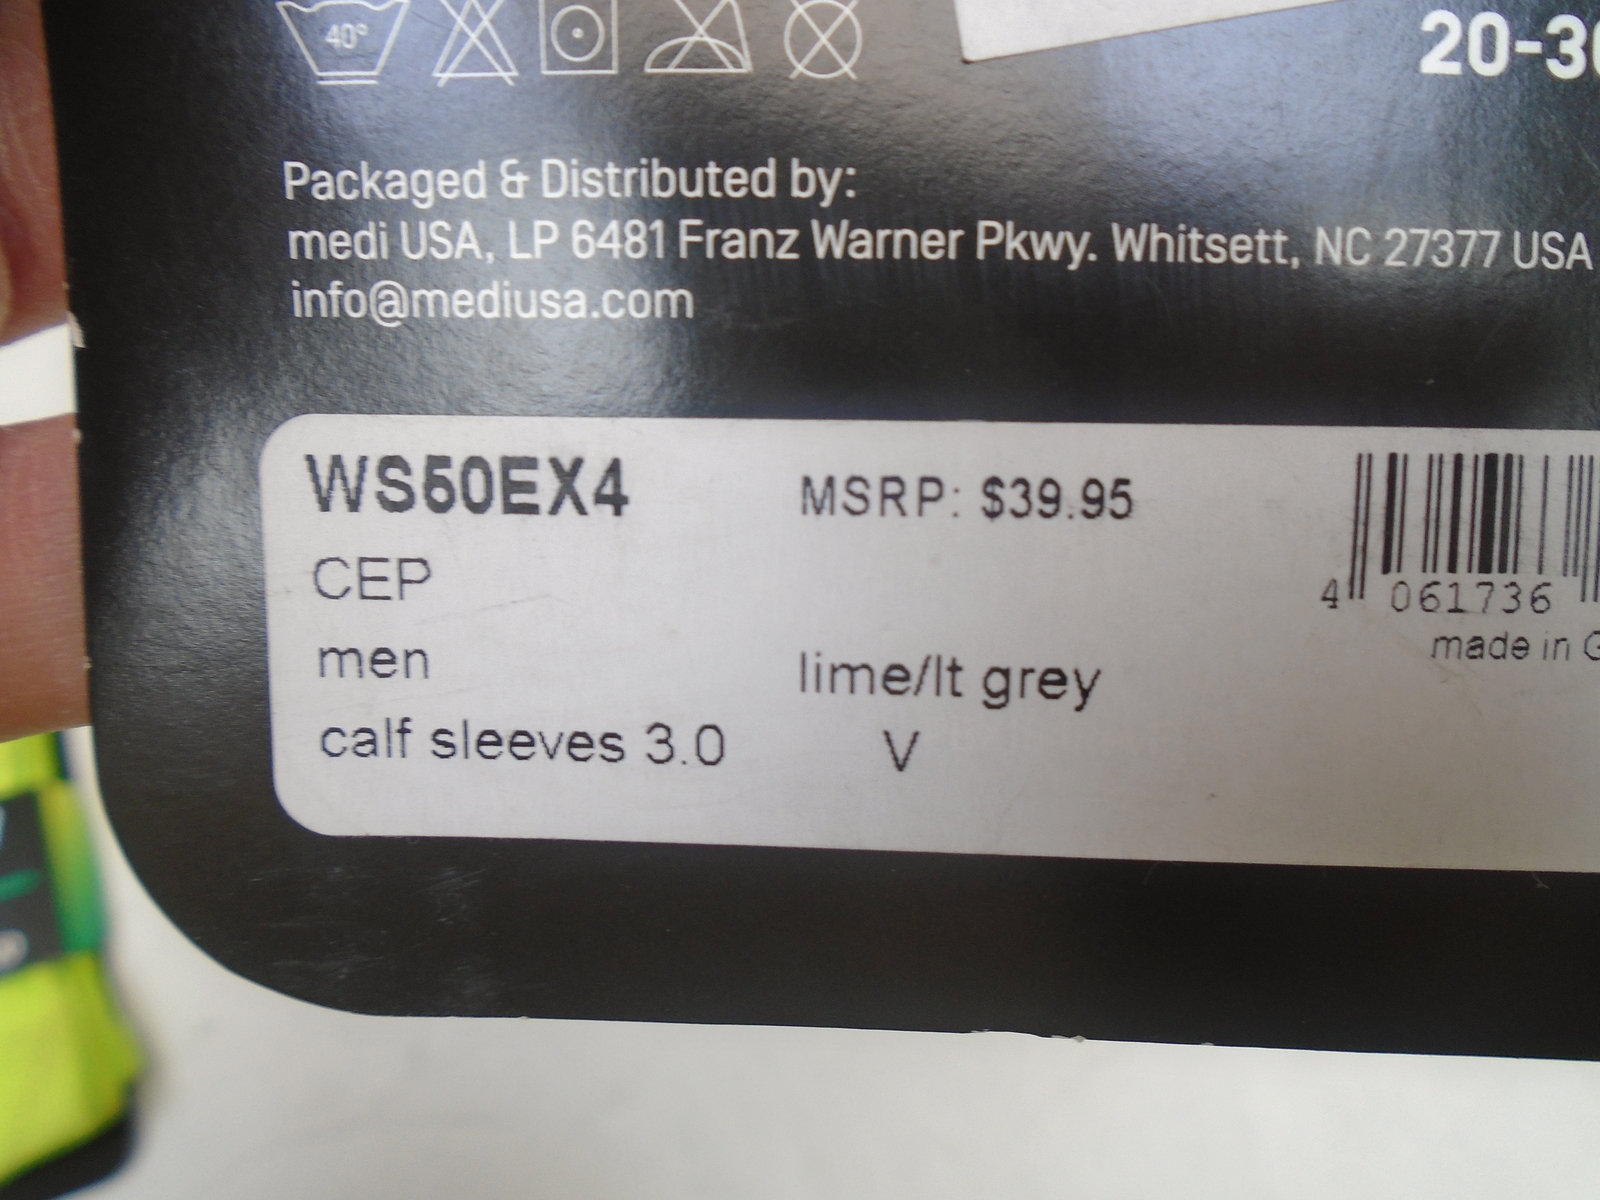 40°
20-30
Packaged & Distributed by:
medi USA, LP 6481 Franz Warner Pkwy. Whitsett, NC 27377 USA
info@mediusa.com
WS50EX4
MSRP: $39.95
CEP
4 061736
made in G
men
lime/lt grey
calf sleeves 3.0
V